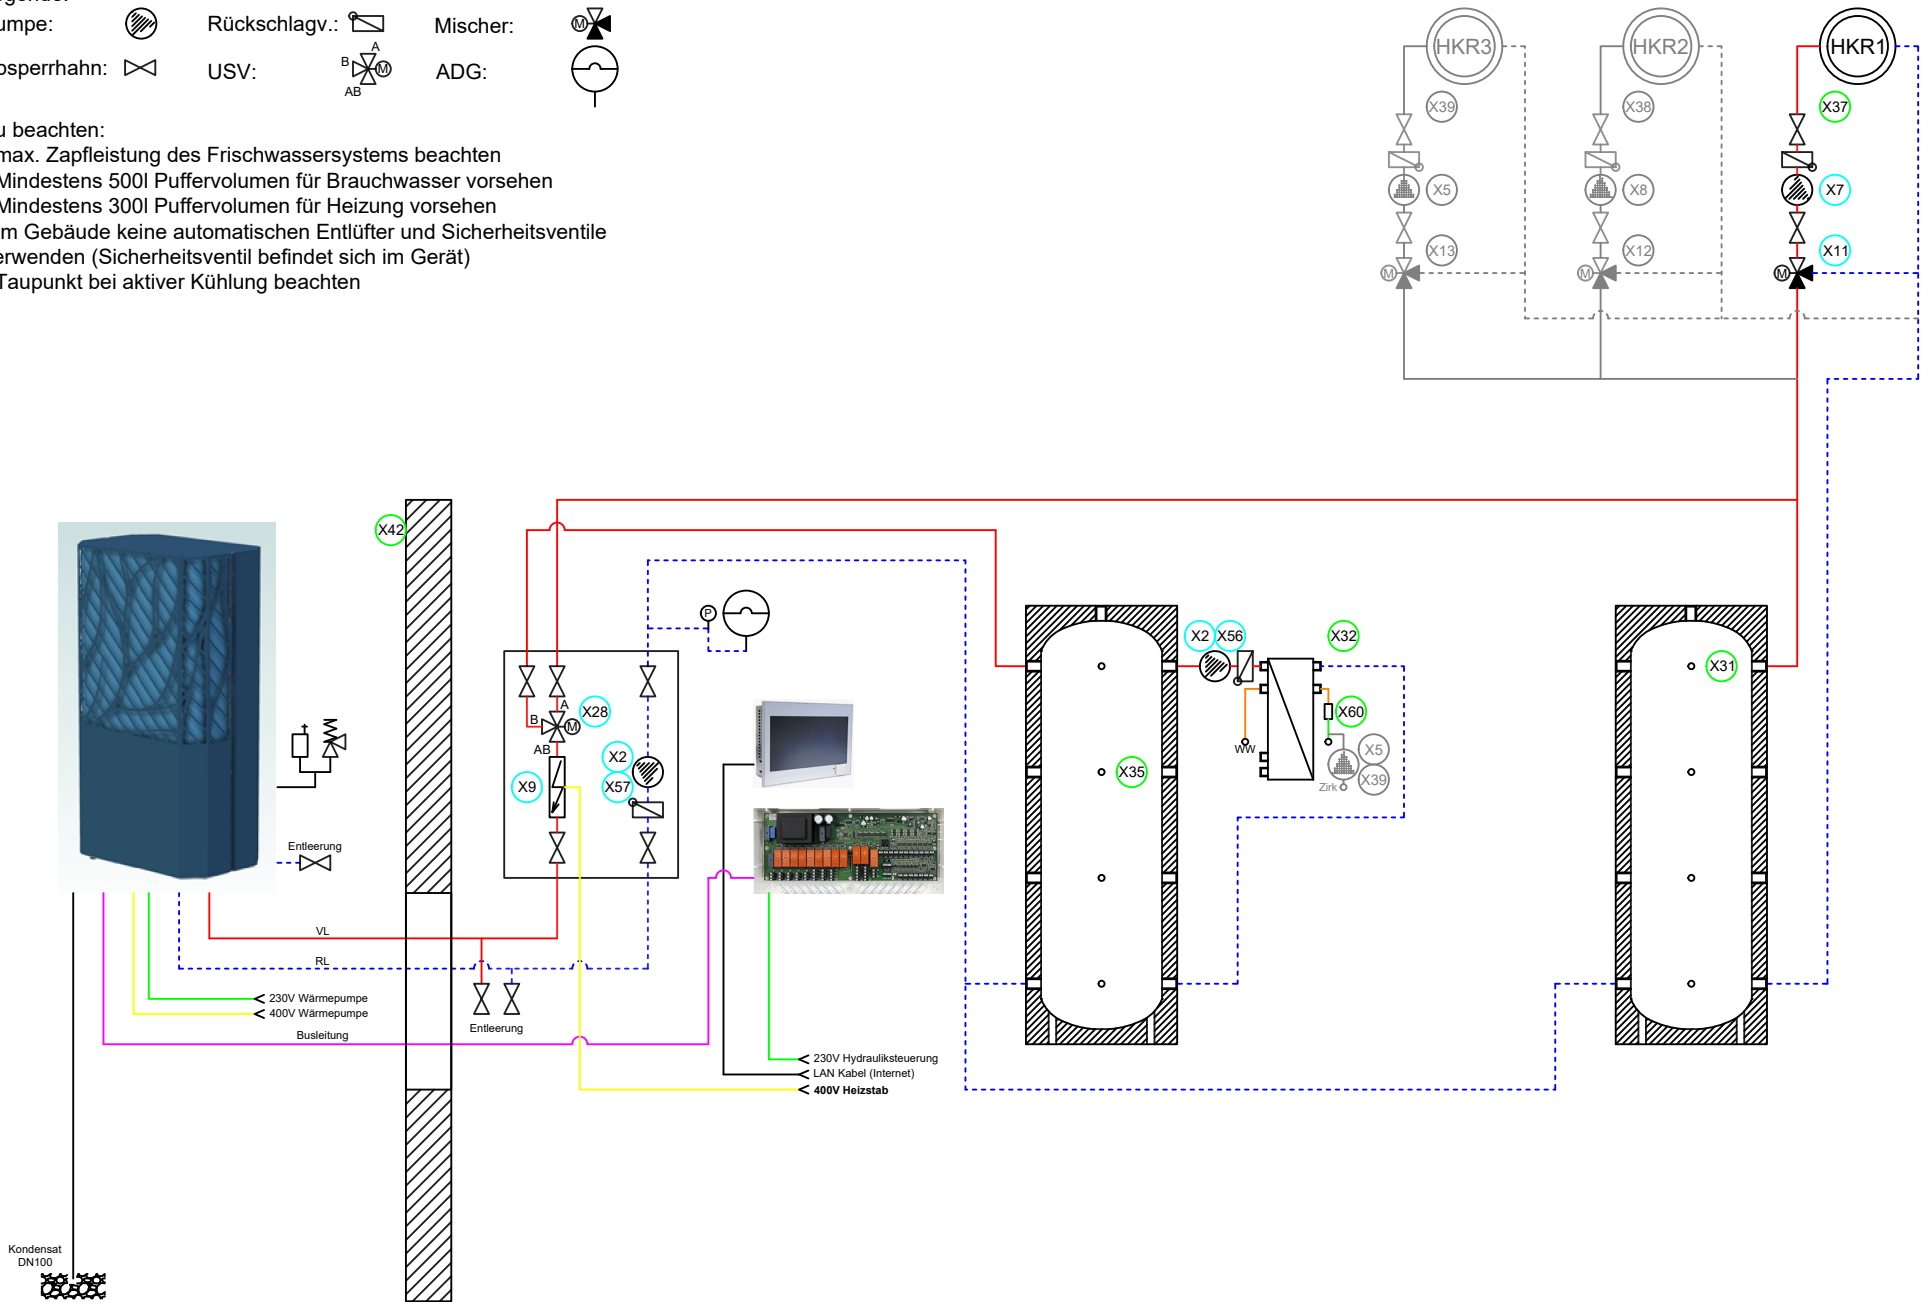 egende:
umpe:
Rückschlagv.:
Mischer:
M
bsperrhahn:
USV:
A
B
M
AB
ADG:
u beachten:
max. Zapfleistung des Frischwassersystems beachten
Mindestens 500l Puffervolumen für Brauchwasser vorsehen
Mindestens 300l Puffervolumen für Heizung vorsehen
m Gebäude keine automatischen Entlüfter und Sicherheitsventile
erwenden (Sicherheitsventil befindet sich im Gerät)
Taupunkt bei aktiver Kühlung beachten
HKR3
HKR2
HKR1
X39
X38
X37
X5
X8
X7
X13
X12
X11
M
M
M
X42
P
X2
X56
X32
X31
A
B
M
X28
AB
X60
WW
X2
X5
X9
X57
X35
X39
Zirk
Entleerung
VL
RL
230V Wärmepumpe
400V Wärmepumpe
Entleerung
Busleitung
230V Hydrauliksteuerung
LAN Kabel (Internet)
400V Heizstab
Kondensat
DN100